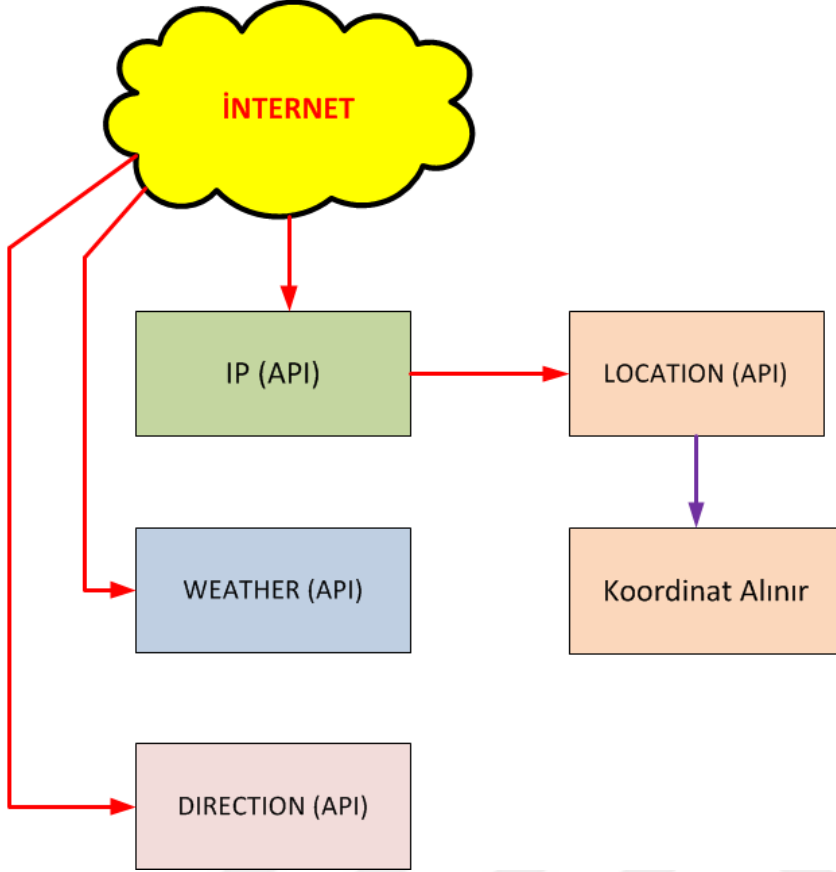 İNTERNET
IP (API)
LOCATION (API)
WEATHER (API)
Koordinat Alınır
DIRECTION (API)